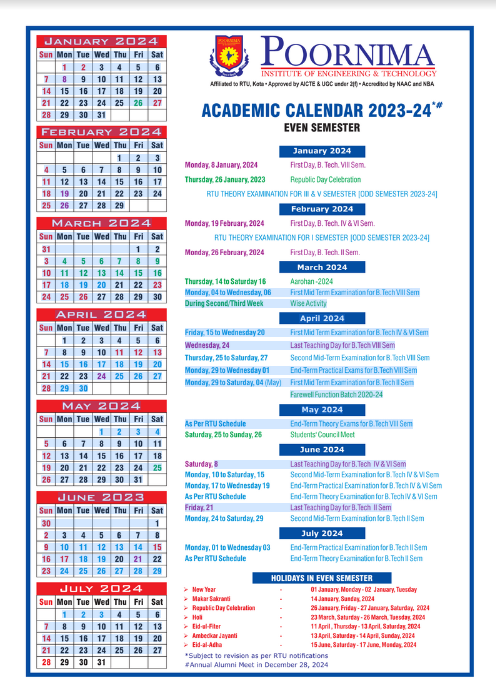 JANUARY 2024
Sun Mon Tue Wed Thu Fri Sat
1 2 3 4 5 6
7 8 9 10 11 12 13
14 15 16 17 18 19 20
21 22 23 24 25 26 27
28 29 30 31
FEBRUARY 2024
Sun Mon Tue Wed Thu Fri Sat
1 2 3
4 5 6 7 8 9 10
11 12 13 14 15 16 17
18 19 20 21 22 23 24
25 26 27 28 29
MARCH 2024
Sun Mon Tue Wed Thu Fri Sat
31 1 2
3 4 5 6 7 8 9
10 11 12 13 14 15 16
17 18 19 20 21 22 23
24 25 26 27 28 29 30
APRIL 2024
Sun Mon Tue Wed Thu Fri Sat
1 2 3 4 5 6
7 8 9 10 11 12 13
14 15 16 17 18 19 20
21 22 23 24 25 26 27
28 29 30
MAY 2024
Sun Mon Tue Wed Thu Fri Sat
1 2 3 4
5 6 7 8 9 10 11
12 13 14 15 16 17 18
19 20 21 22 23 24 25
26 27 28 29 30 31
JUNE 2023
Sun Mon Tue Wed Thu Fri Sat
30 1
2 3 4 5 6 7 8
9 10 11 12 13 14 15
16 17 18 19 20 21 22
23 24 25 26 27 28 29
JULY 2024
Sun Mon Tue Wed Thu Fri Sat
1 2 3 4 5 6
7 8 9 10 11 12 13
14 15 16 17 18 19 20
21 22 23 24 25 26 27
28 29 30 31
POORNIMA
INSTITUTE OF ENGINEERING & TECHNOLOGY
Affiliated to RTU, Kota • Approved by AICTE & UGC under 2(f) • Accredited by NAAC and NBA
ACADEMIC CALENDAR 2023-24*#
EVEN SEMESTER
January 2024
Monday, 8 January, 2024 First Day, B. Tech. VIII Sem.
Thursday, 26 January, 2023 Republic Day Celebration
RTU THEORY EXAMINATION FOR III & V SEMESTER [ODD SEMESTER 2023-24]
February 2024
Monday, 19 February, 2024 First Day, B. Tech. IV & VI Sem.
RTU THEORY EXAMINATION FOR I SEMESTER [ODD SEMESTER 2023-24]
Monday, 26 February, 2024 First Day, B.Tech. II Sem.
March 2024
Thursday, 14 to Saturday 16 Aarohan -2024
Monday, 04 to Wednesday, 06 First Mid Term Examination for B. Tech VIII Sem
During Second/Third Week Wise Activity
April 2024
Friday, 15 to Wednesday 20 First Mid Term Examination for B. Tech IV & VI Sem
Wednesday, 24 Last Teaching Day for B.Tech VIII Sem
Thursday, 25 to Saturday, 27 Second Mid-Term Examination for B. Tech VIII Sem
Monday, 29 to Wednesday 01 End-Term Practical Exams for B.Tech VIII Sem
Monday, 29 to Saturday, 04 (May) First Mid Term Examination for B.Tech II Sem
Farewell Function Batch 2020-24
May 2024
As Per RTU Schedule End-Term Theory Exams for B.Tech VIII Sem
Saturday, 25 to Sunday, 26 Students' Council Meet
June 2024
Saturday, 8 Last Teaching Day for B.Tech IV & VI Sem
Monday, 10 to Saturday, 15 Second Mid-Term Examination for B.Tech IV & VI Sem
Monday, 17 to Wednesday 19 End-Term Practical Examination for B.Tech IV & VI Sem
As Per RTU Schedule End-Term Theory Examination for B.Tech IV & VI Sem
Friday, 21 Last Teaching Day for B.Tech II Sem
Monday, 24 to Saturday, 29 Second Mid-Term Examination for B.Tech II Sem
July 2024
Monday, 01 to Wednesday 03 End-Term Practical Examination for B.Tech II Sem
As Per RTU Schedule End-Term Theory Examination for B.Tech II Sem
HOLIDAYS IN EVEN SEMESTER
➢ New Year - 01 January, Monday - 02 January, Tuesday
➢ Makar Sakranti - 14 January, Sunday, 2024
➢ Republic Day Celebration - 26 January, Friday - 27 January, Saturday, 2024
➢ Holi - 23 March, Saturday - 26 March, Tuesday, 2024
➢ Eid-al-Fiter - 11 April, Thursday - 13 April, Saturday, 2024
➢ Ambedkar Jayanti - 13 April, Saturday - 14 April, Sunday, 2024
➢ Eid-al-Adha - 15 June, Saturday - 17 June, Monday, 2024
*Subject to revision as per RTU notifications
#Annual Alumni Meet in December 28, 2024